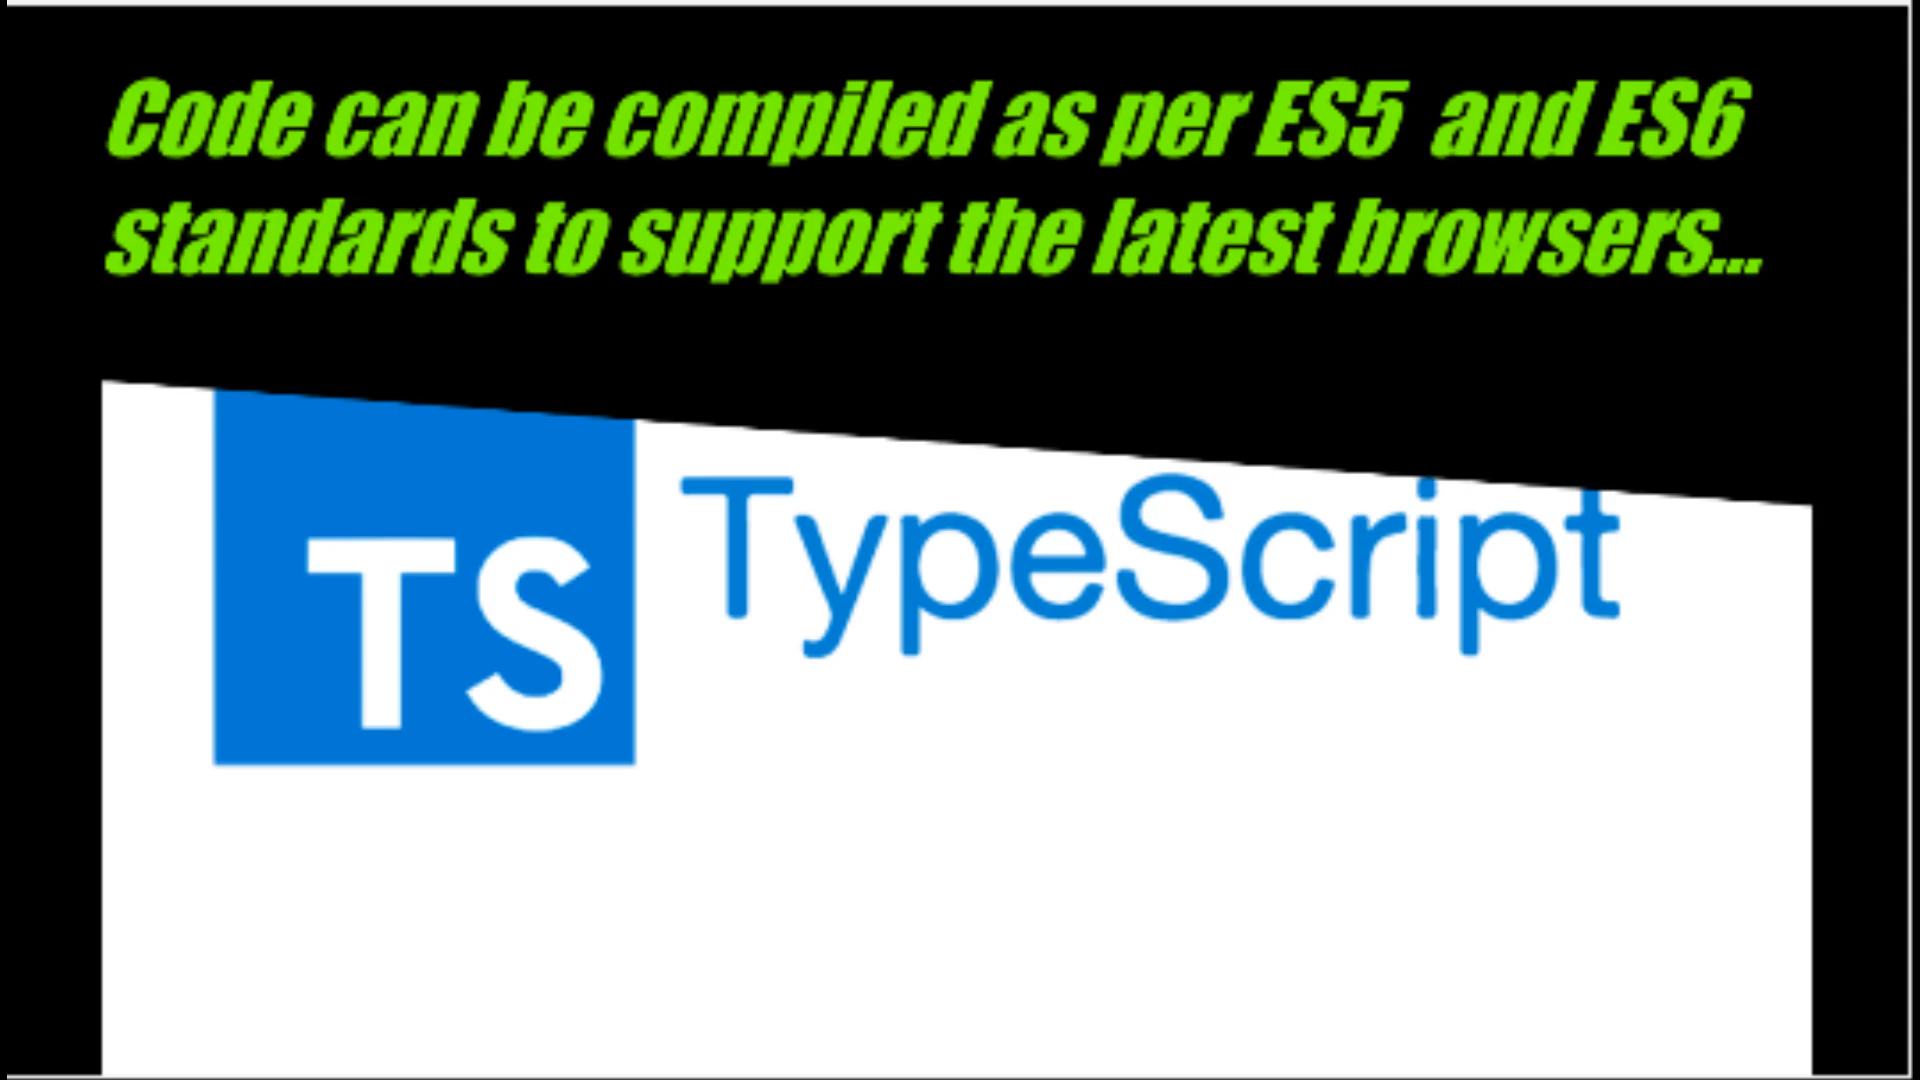 Code can be compiled as per ES5 and ES6
standards to support the latest browsers...
TS TypeScript